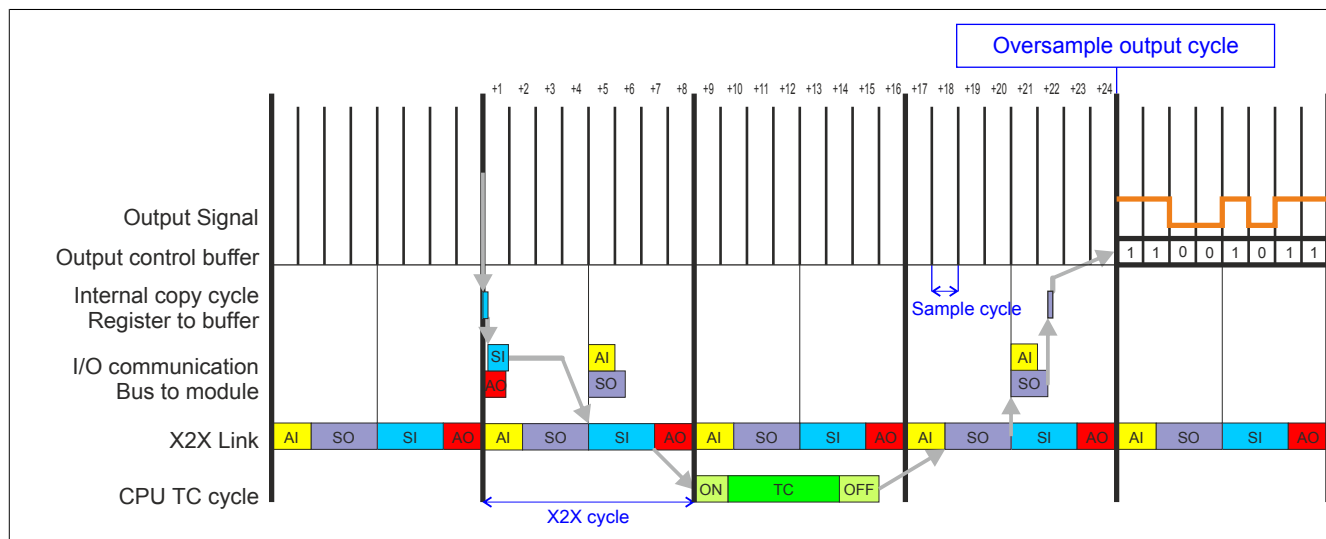 Oversample output cycle
+1 +2 +3 +4 +5 +6 +7 +8 +9 +10 +11 +12 +13 +14 +15 +16 +17 +18 +19 +20 +21 +22 +23 +24
Output Signal
Output control buffer
1 1 0 0 1 0 1 1
Internal copy cycle
Register to buffer
Sample cycle
I/O communication
Bus to module
SI AI AI
AO SO SO
X2X Link
AI SO SI AO AI SO SI AO AI SO SI AO AI SO SI AO AI SO SI AO
CPU TC cycle
ON TC OFF
X2X cycle